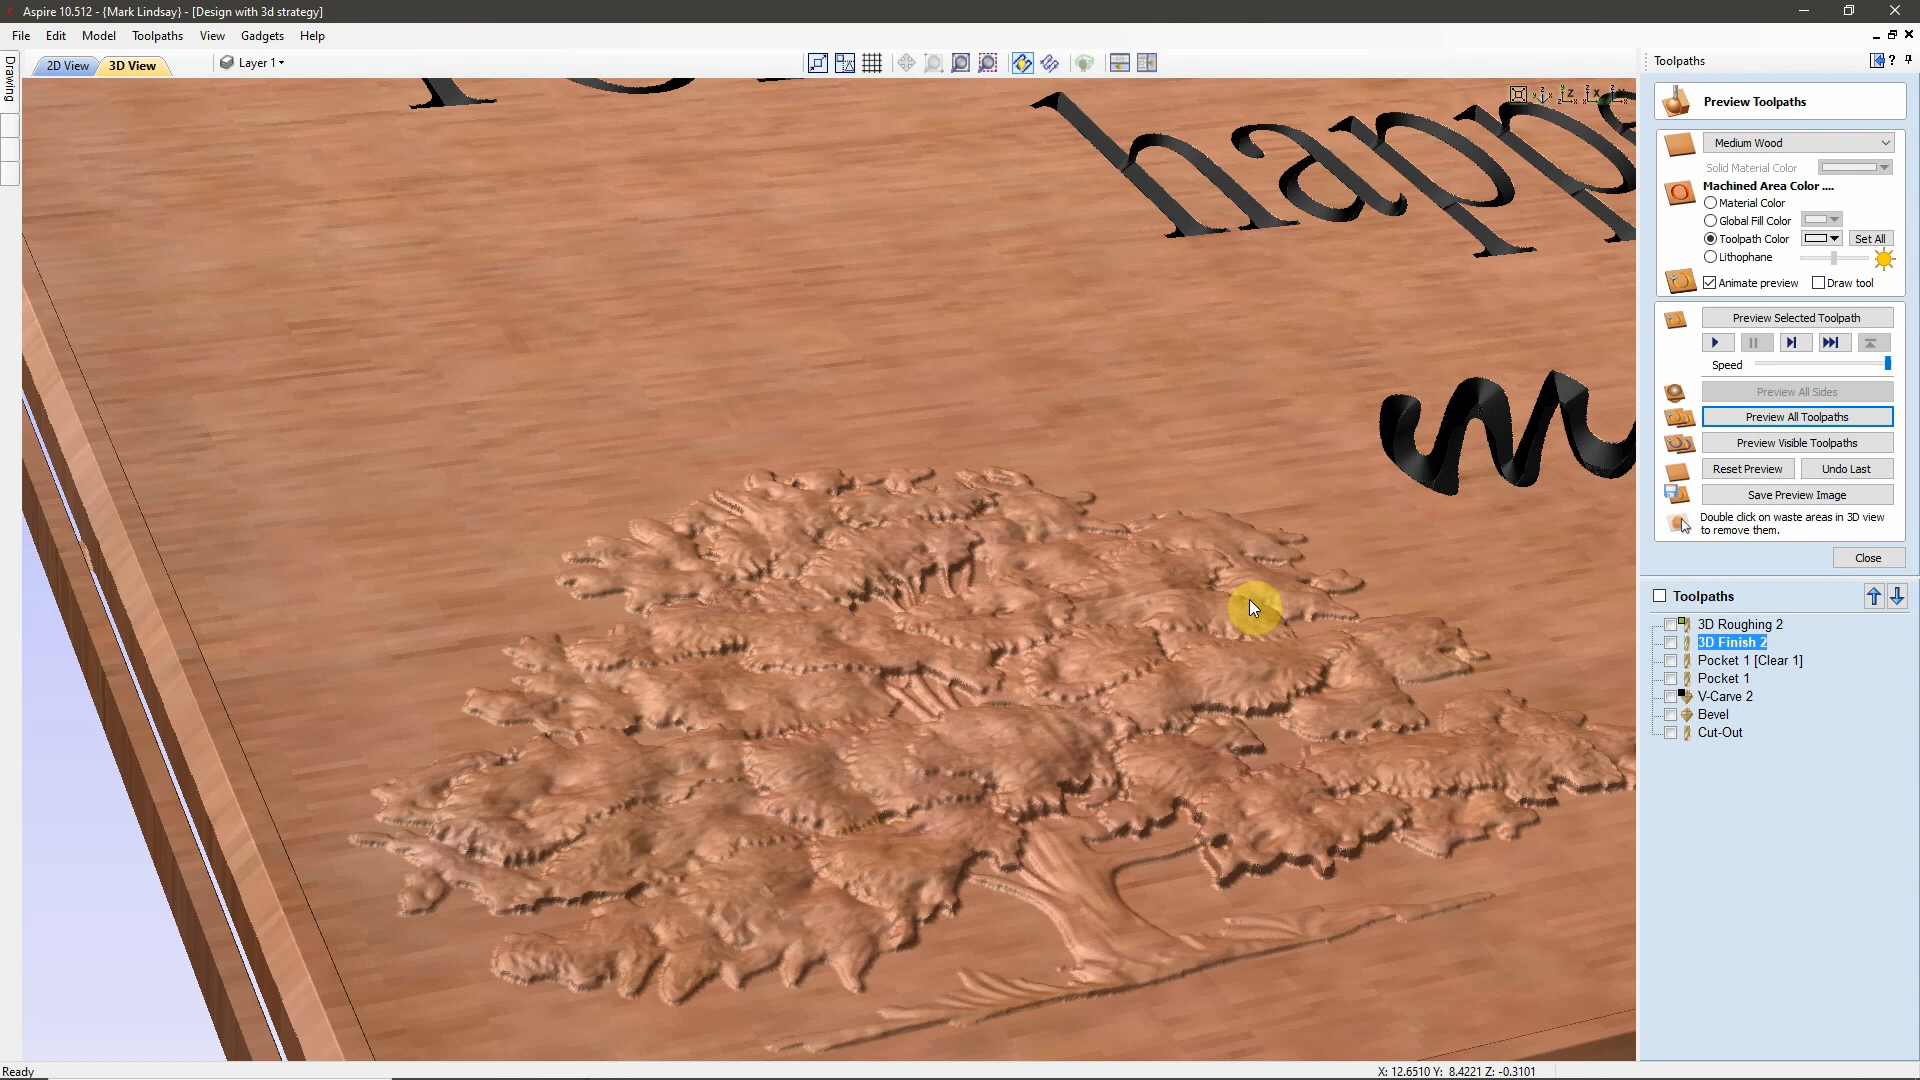 Aspire 10.512 - {Mark Lindsay} - [Design with 3d strategy]
File Edit Model Toolpaths View Gadgets Help
Drawing
2D View 3D View Layer 1
Toolpaths
Preview Toolpaths
Medium Wood
Solid Material Color
Machined Area Color ....
Material Color
Global Fill Color
Toolpath Color Set All
Lithophane
Animate preview Draw tool
Preview Selected Toolpath
Speed
Preview All Sides
Preview All Toolpaths
Preview Visible Toolpaths
Reset Preview Undo Last
Save Preview Image
Double click on waste areas in 3D view
to remove them.
Close
Toolpaths
3D Roughing 2
3D Finish 2
Pocket 1 [Clear 1]
Pocket 1
V-Carve 2
Bevel
Cut-Out
happ
Ready
X: 12.6510 Y: 8.4221 Z: -0.3101